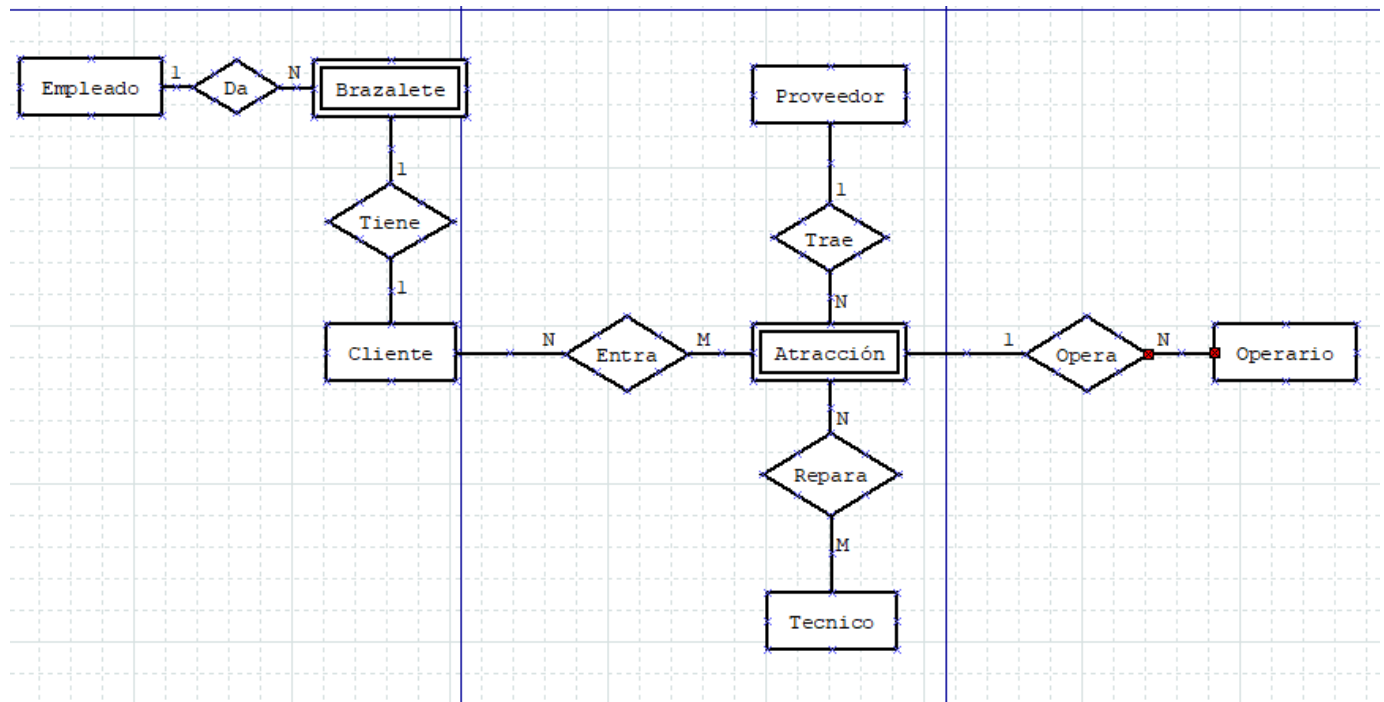 Empleado
1
Da
N
Brazalete
Proveedor
1
Tiene
1
1
Trae
N
Cliente
N
Entra
M
Atracción
1
Opera
N
Operario
N
Repara
M
Tecnico